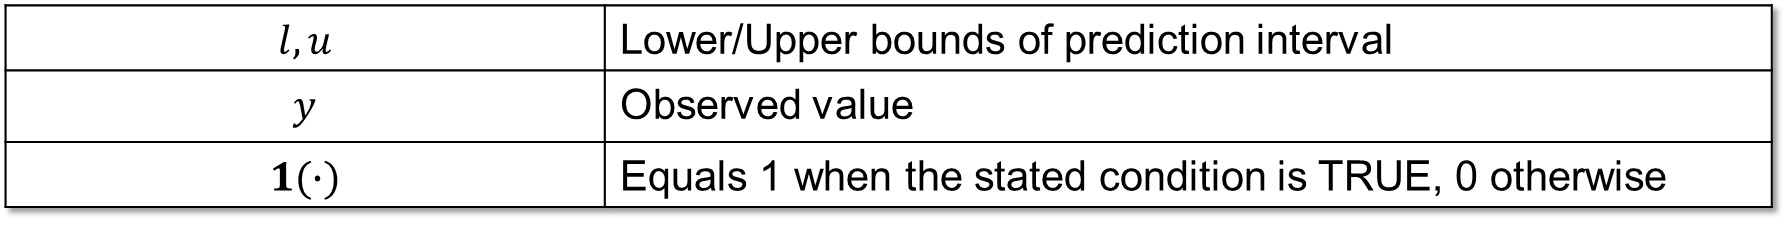 l, u Lower/Upper bounds of prediction interval
y Observed value
1(·) Equals 1 when the stated condition is TRUE, 0 otherwise